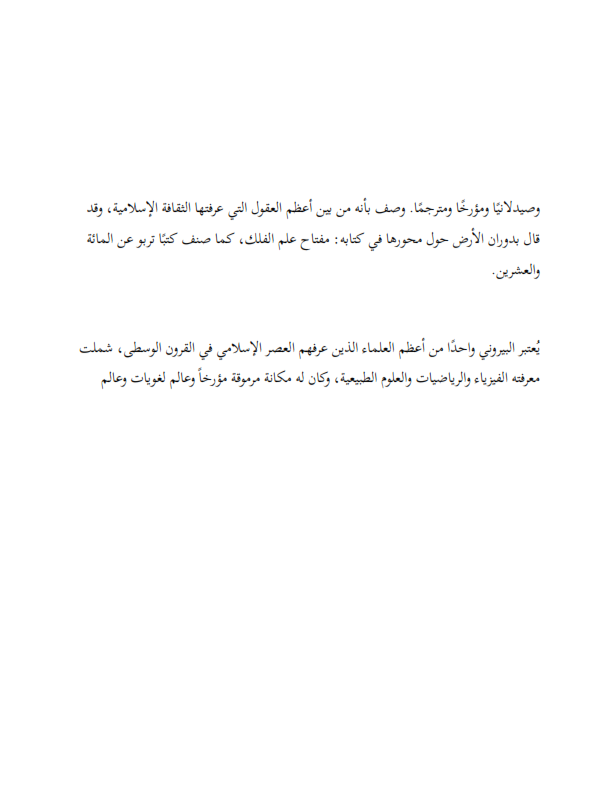 وصيدلانيًا ومؤرخًا ومترجمًا. وصف بأنه من بين أعظم العقول التي عرفتها الثقافة الإسلامية، وقد
قال بدوران الأرض حول محورها في كتابه: مفتاح علم الفلك، كما صنف كتبًا تربو عن المائة
والعشرين.
يُعتبر البيروني واحدًا من أعظم العلماء الذين عرفهم العصر الإسلامي في القرون الوسطى، شملت
معرفته الفيزياء والرياضيات والعلوم الطبيعية، وكان له مكانة مرموقة مؤرخاً وعالم لغويات وعالم